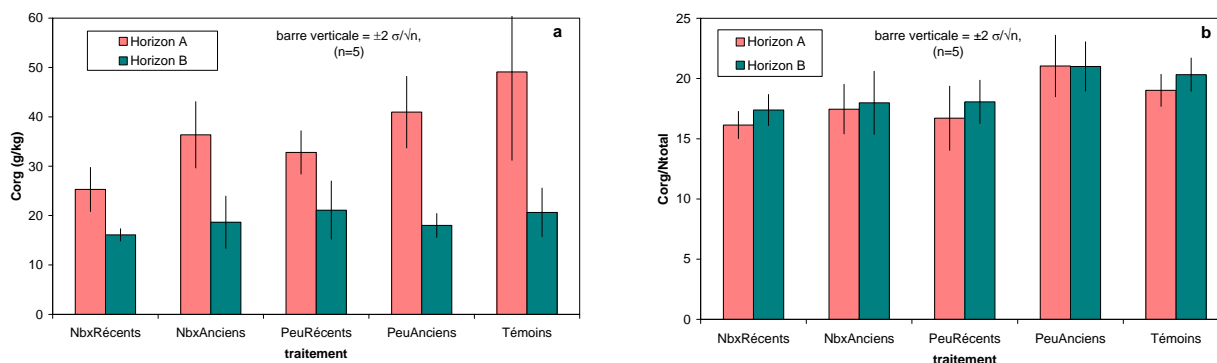 60
50
40
30
20
10
0
Corg (g/kg)
Horizon A
Horizon B
barre verticale = ±2 σ/√n,
(n=5)
a
NbxRécents NbxAnciens PeuRécents PeuAnciens Témoins
traitement
25
20
15
10
5
0
Corg/Ntotal
Horizon A
Horizon B
barre verticale = ±2 σ/√n,
(n=5)
b
NbxRécents NbxAnciens PeuRécents PeuAnciens Témoins
traitement